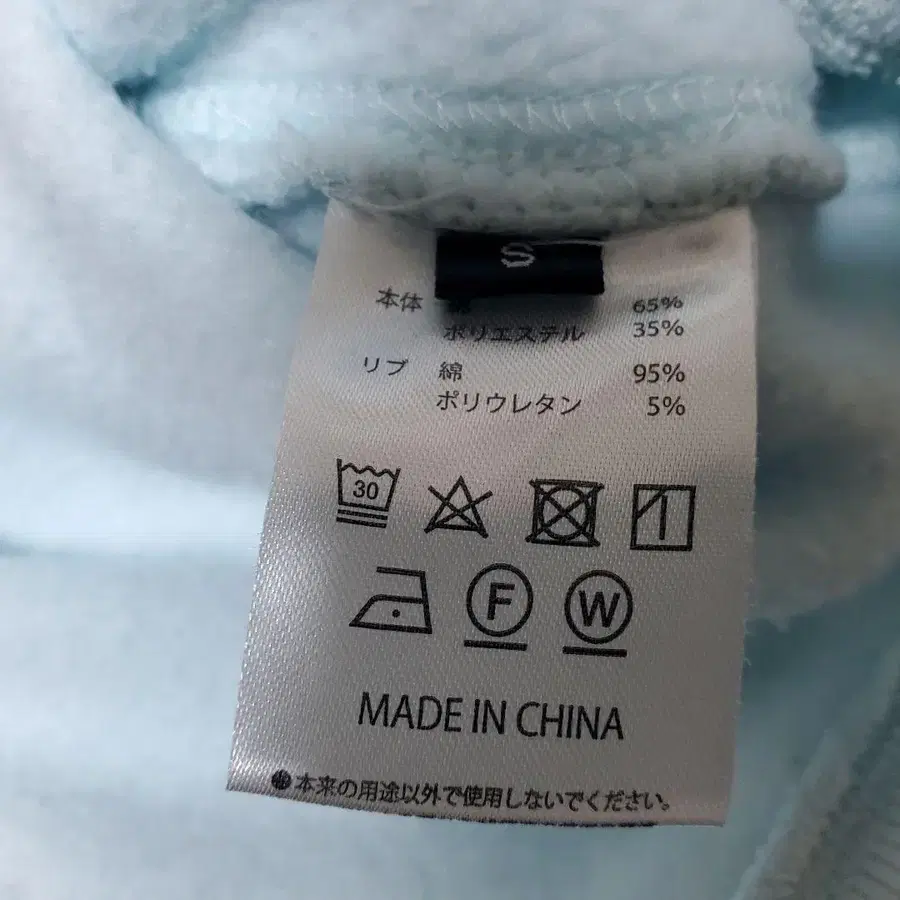 S
本体 65%
ポリエステル 35%
リブ 綿 95%
ポリウレタン 5%
30
F W
MADE IN CHINA
●本来の用途以外で使用しないでください。